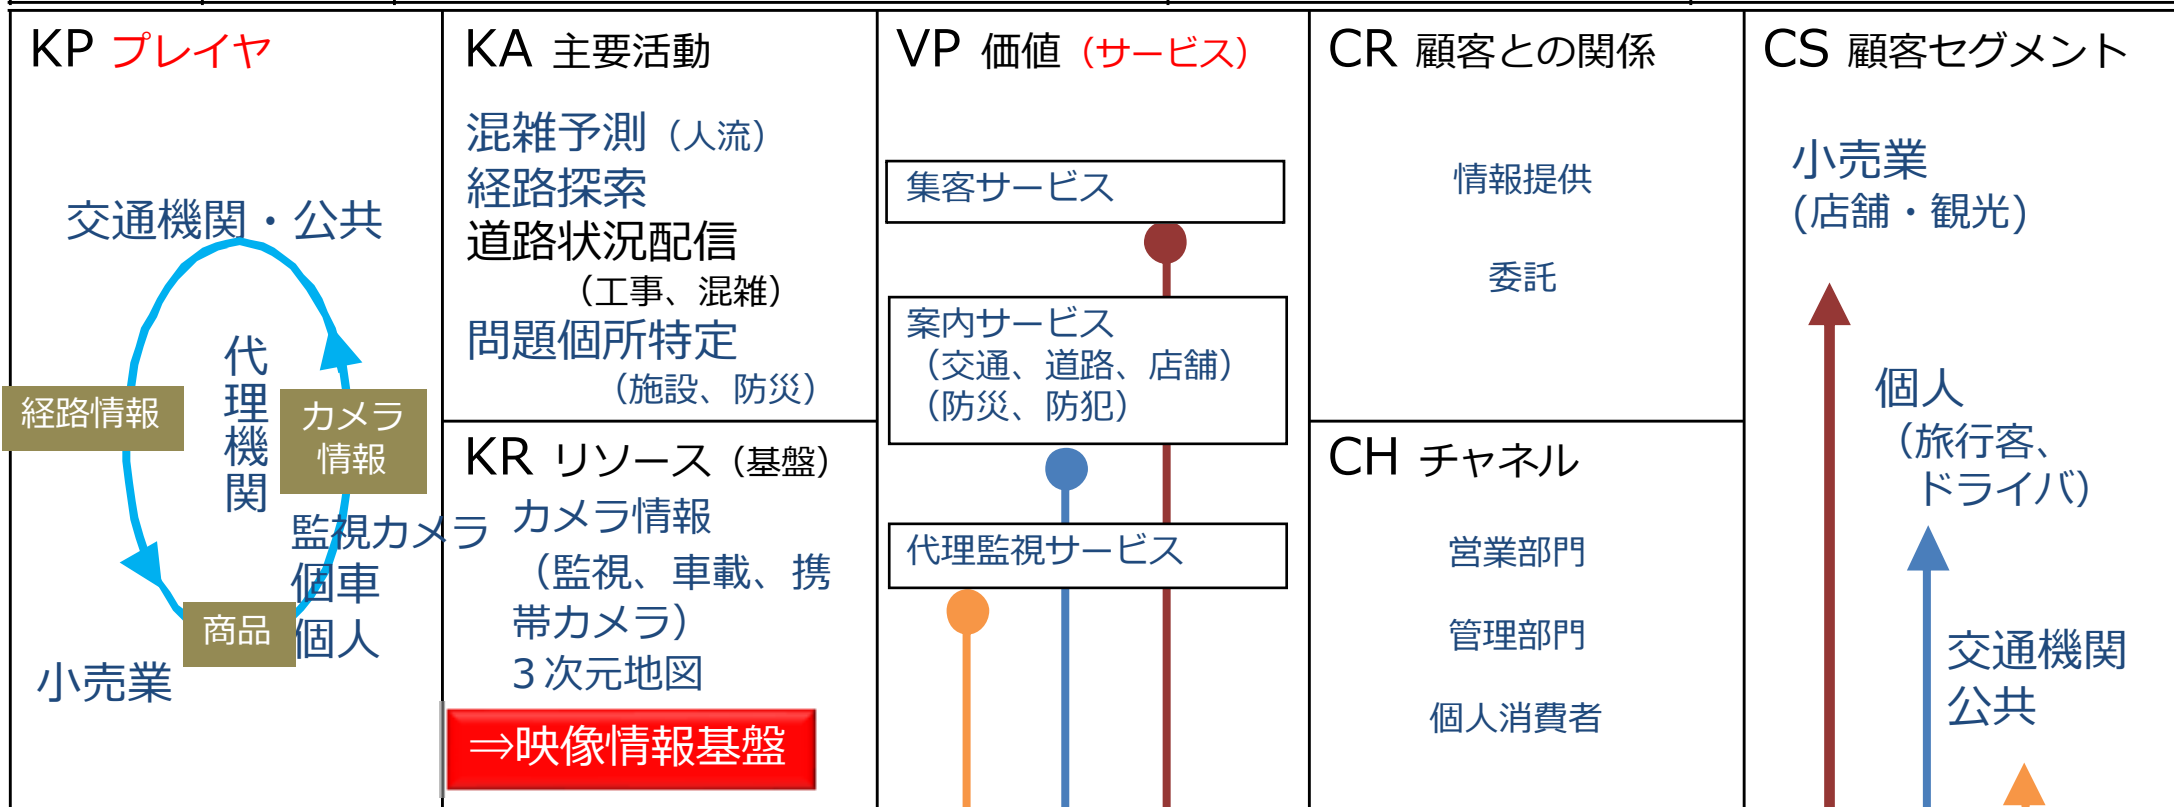 KP プレイヤ
交通機関・公共
代理機関
経路情報
カメラ
情報
監視カメラ
個車
個人
商品
小売業
KA 主要活動
混雑予測（人流）
経路探索
道路状況配信
（工事、混雑）
問題個所特定
（施設、防災）
KR リソース（基盤）
カメラ情報
（監視、車載、携
帯カメラ）
３次元地図
⇒映像情報基盤
VP 価値（サービス）
集客サービス
案内サービス
（交通、道路、店舗）
（防災、防犯）
代理監視サービス
CR 顧客との関係
情報提供
委託
CH チャネル
営業部門
管理部門
個人消費者
CS 顧客セグメント
小売業
(店舗・観光)
個人
（旅行客、
ドライバ）
交通機関
公共